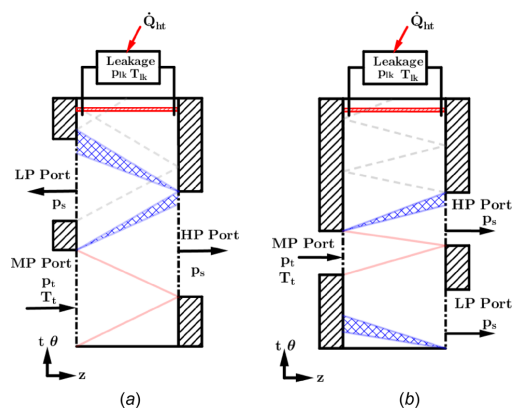 Q̇ht
Leakage
plk Tlk
LP Port
ps
HP Port
ps
MP Port
pt
Tt
t θ
z
(a)
Q̇ht
Leakage
plk Tlk
HP Port
ps
MP Port
pt
Tt
LP Port
ps
t θ
z
(b)